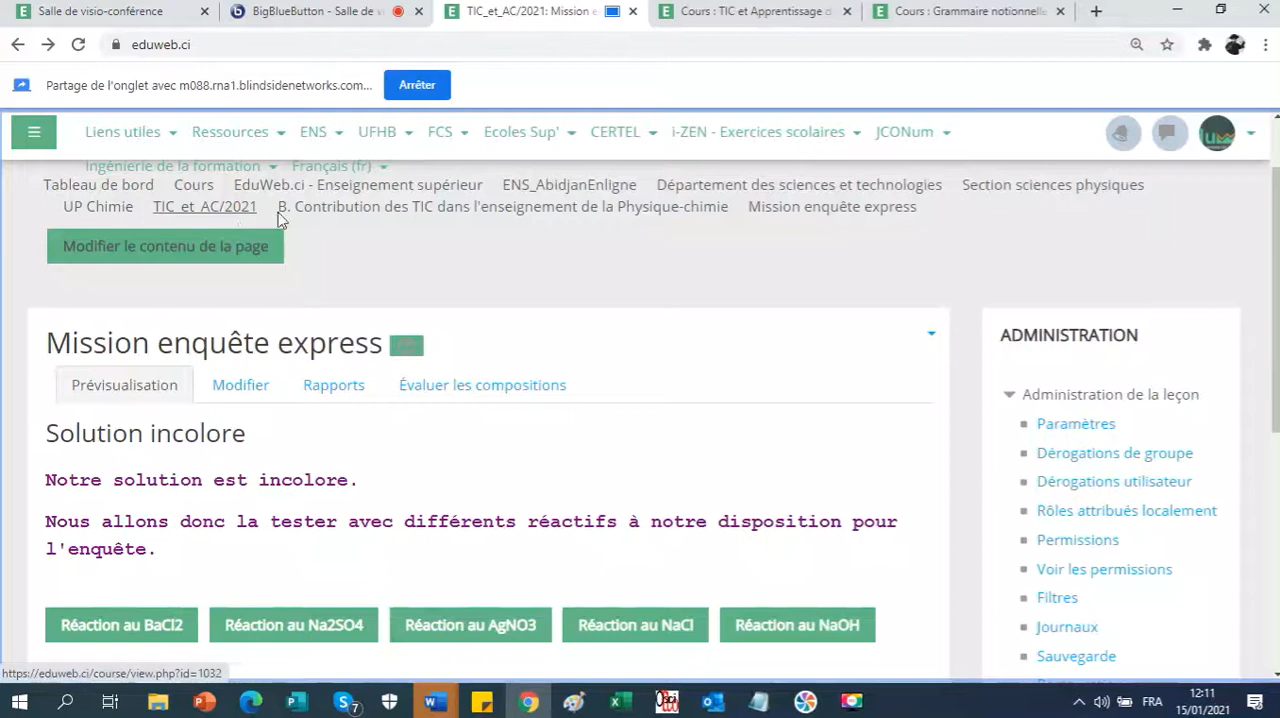 Salle de visio-conférence
BigBlueButton - Salle de v
TIC_et_AC/2021: Mission e
Cours : TIC et Apprentissage d
Cours : Grammaire notionnelle
eduweb.ci
Partage de l'onglet avec m088.rna1.blindsidenetworks.com...
Arrêter
Liens utiles
Ressources
ENS
UFHB
FCS
Ecoles Sup'
CERTEL
i-ZEN - Exercices scolaires
JCONum
Ingénierie de la formation
Français (fr)
Tableau de bord
Cours
EduWeb.ci - Enseignement supérieur
ENS_AbidjanEnligne
Département des sciences et technologies
Section sciences physiques
UP Chimie
TIC_et_AC/2021
B. Contribution des TIC dans l'enseignement de la Physique-chimie
Mission enquête express
Modifier le contenu de la page
Mission enquête express
Prévisualisation
Modifier
Rapports
Évaluer les compositions
Solution incolore
Notre solution est incolore.
Nous allons donc la tester avec différents réactifs à notre disposition pour
l'enquête.
Réaction au BaCl2
Réaction au Na2SO4
Réaction au AgNO3
Réaction au NaCl
Réaction au NaOH
ADMINISTRATION
Administration de la leçon
Paramètres
Dérogations de groupe
Dérogations utilisateur
Rôles attribués localement
Permissions
Voir les permissions
Filtres
Journaux
Sauvegarde
https://eduweb.ci/course/view.php?id=1032
7
FRA
12:11
15/01/2021